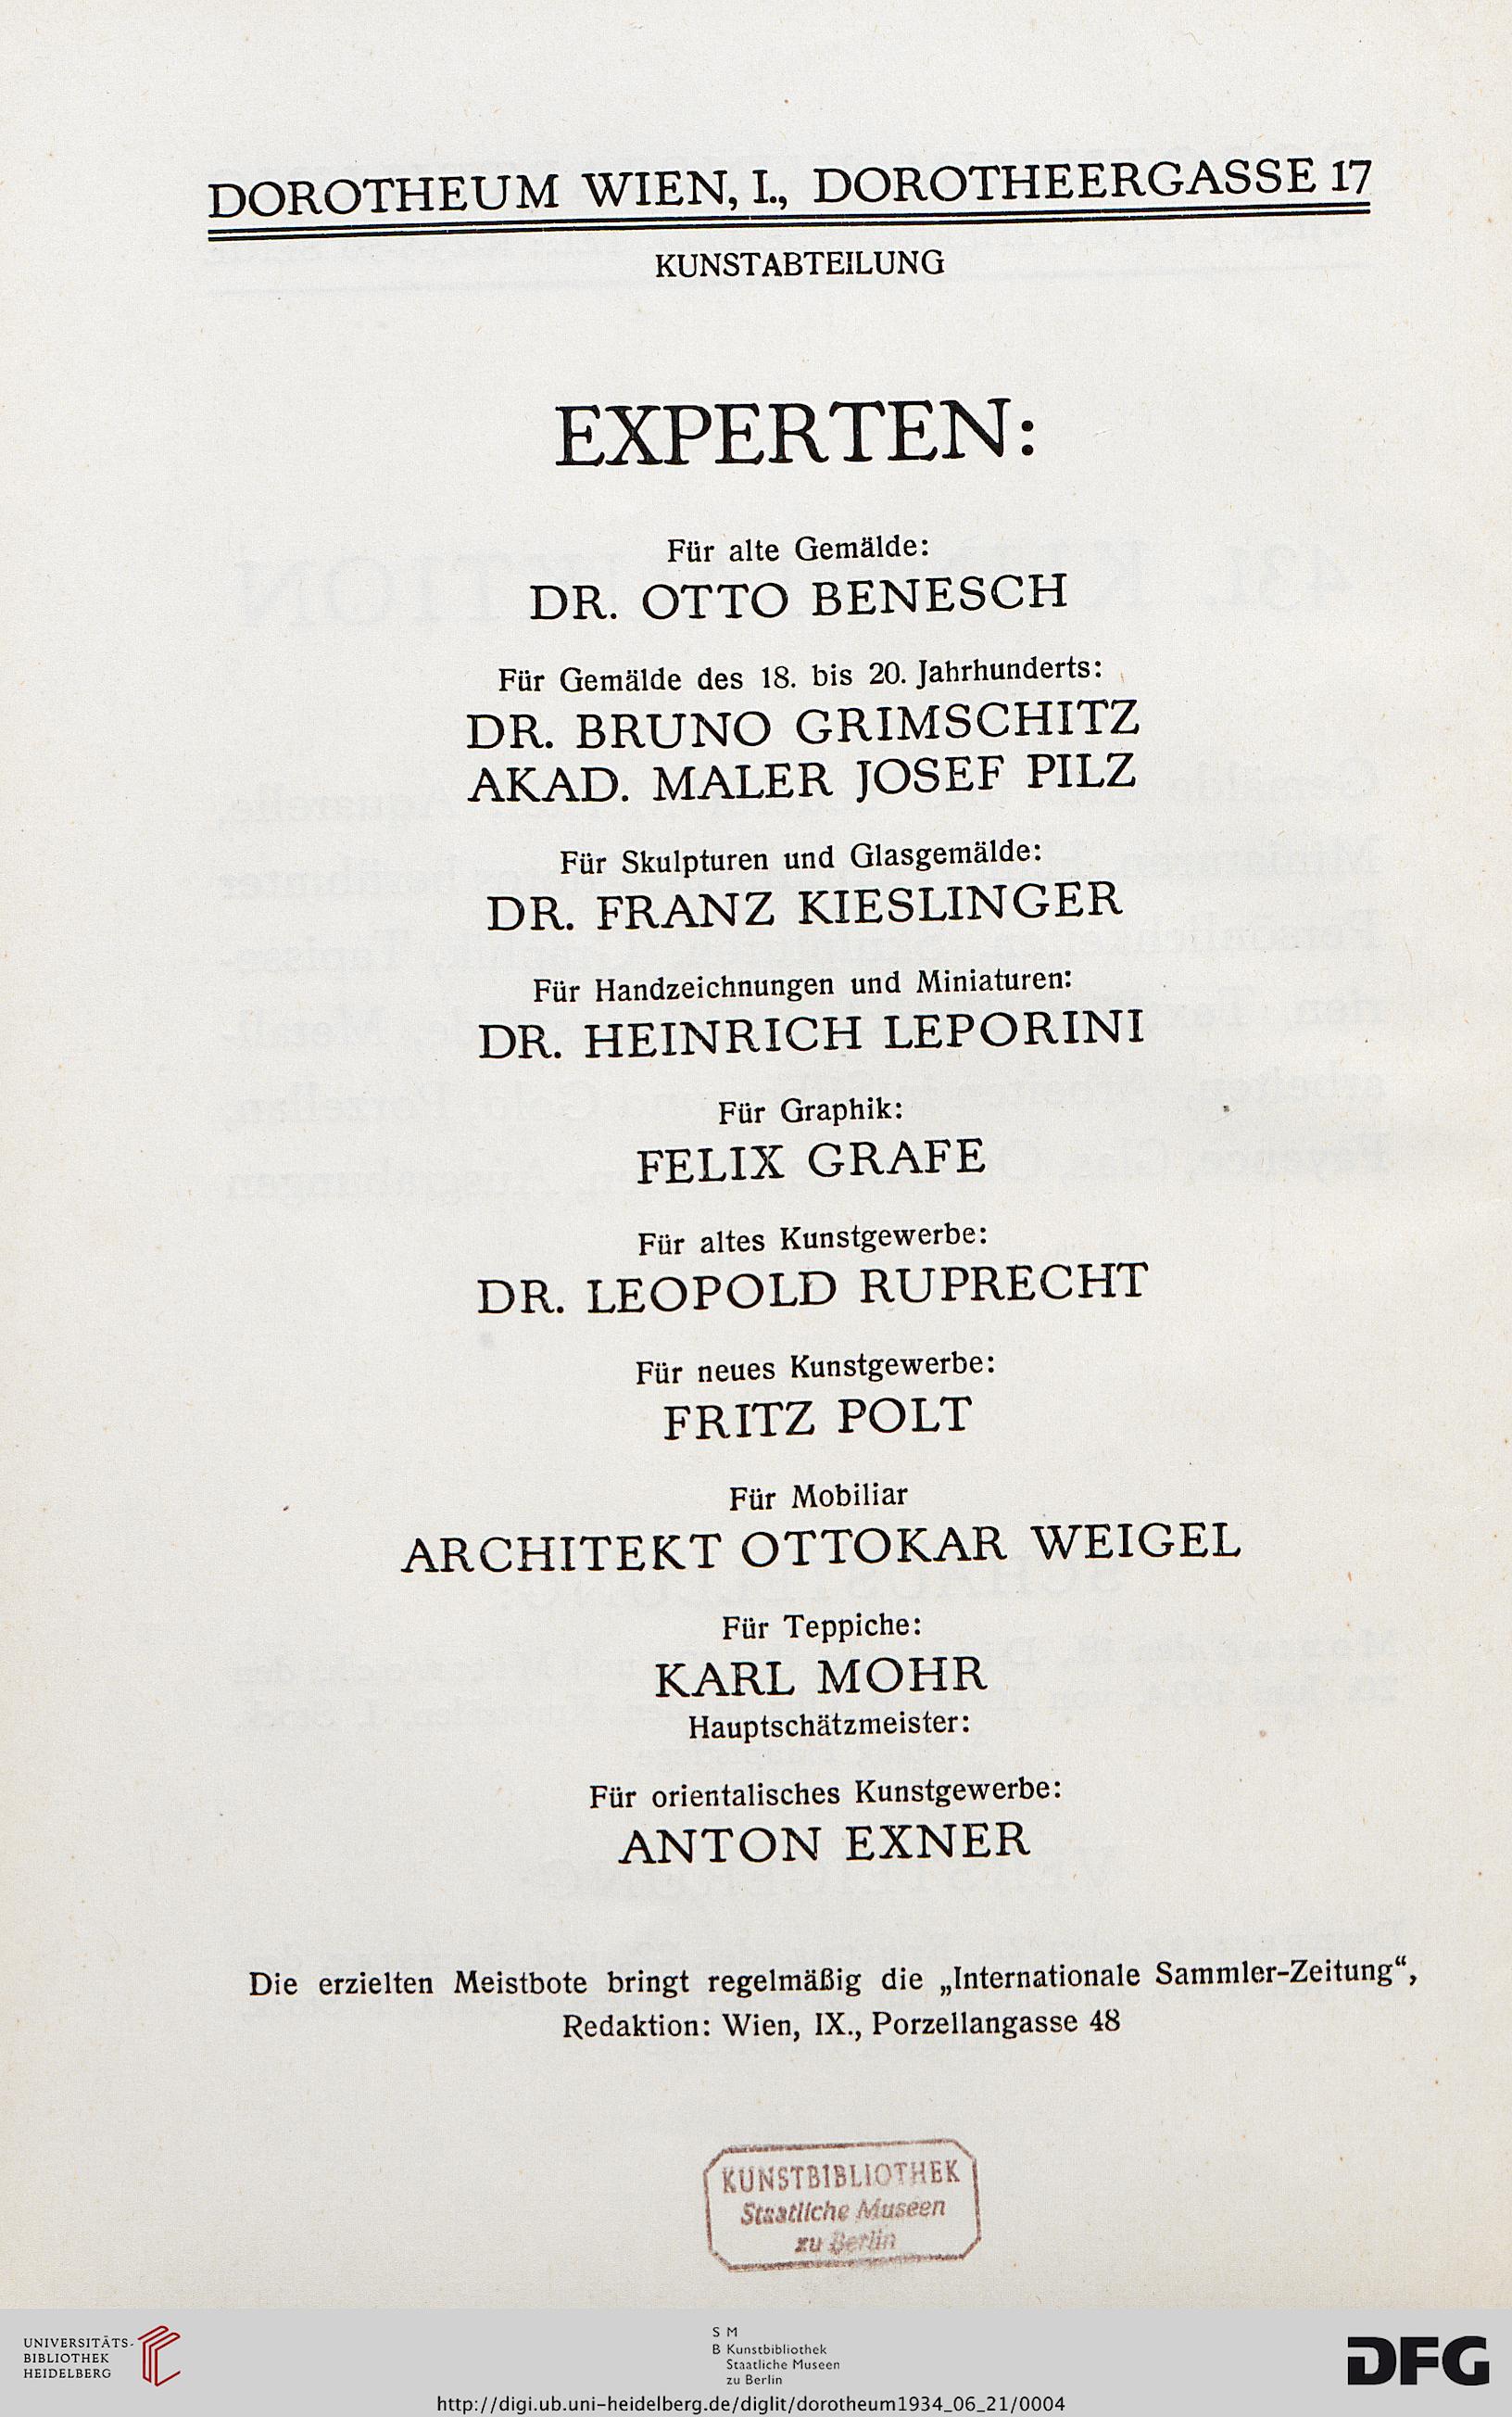 DOROTHEUM WIEN, I., DOROTHEERGASSE 17
KUNSTABTEILUNG
EXPERTEN:
Für alte Gemälde:
DR. OTTO BENESCH
Für Gemälde des 18. bis 20. Jahrhunderts:
DR. BRUNO GRIMSCHITZ
AKAD. MALER JOSEF PILZ
Für Skulpturen und Glasgemälde:
DR. FRANZ KIESLINGER
Für Handzeichnungen und Miniaturen:
DR. HEINRICH LEPORINI
Für Graphik:
FELIX GRAFE
Für altes Kunstgewerbe:
DR. LEOPOLD RUPRECHT
Für neues Kunstgewerbe:
FRITZ POLT
Für Mobiliar
ARCHITEKT OTTOKAR WEIGEL
Für Teppiche:
KARL MOHR
Hauptschätzmeister:
Für orientalisches Kunstgewerbe:
ANTON EXNER
Die erzielten Meistbote bringt regelmäßig die „Internationale Sammler-Zeitung“,
Redaktion: Wien, IX., Porzellangasse 48
KUNSTBIBLIOTHEK
Staatliche Museen
zu Berlin
UNIVERSITÄTS-
BIBLIOTHEK
HEIDELBERG
S M
B Kunstbibliothek
Staatliche Museen
zu Berlin
DFG
http://digi.ub.uni-heidelberg.de/diglit/dorotheum1934_06_21/0004